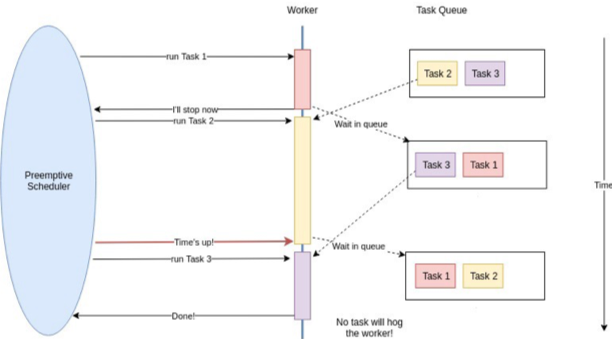 Worker
Task Queue
run Task 1
Task 2
Task 3
I'll stop now
run Task 2
Wait in queue
Preemptive
Scheduler
Task 3
Task 1
Time
Time's up!
Wait in queue
run Task 3
Task 1
Task 2
Done!
No task will hog
the worker!